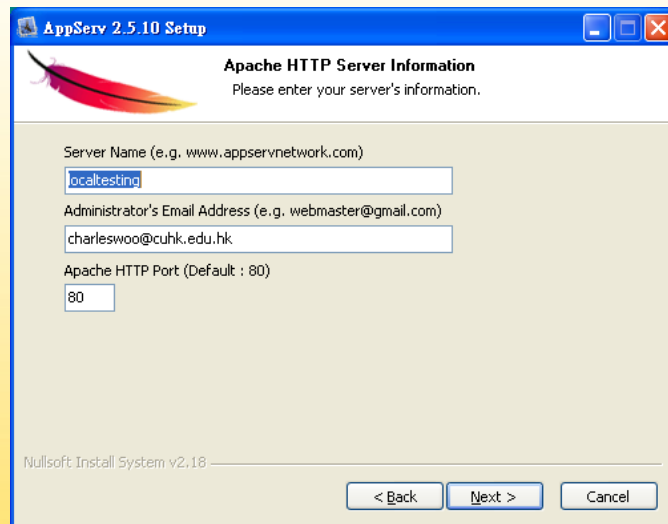 AppServ 2.5.10 Setup
Apache HTTP Server Information
Please enter your server's information.
Server Name (e.g. www.appservnetwork.com)
localtesting
Administrator's Email Address (e.g. webmaster@gmail.com)
charleswoo@cuhk.edu.hk
Apache HTTP Port (Default : 80)
80
Nullsoft Install System v2.18
< Back Next > Cancel